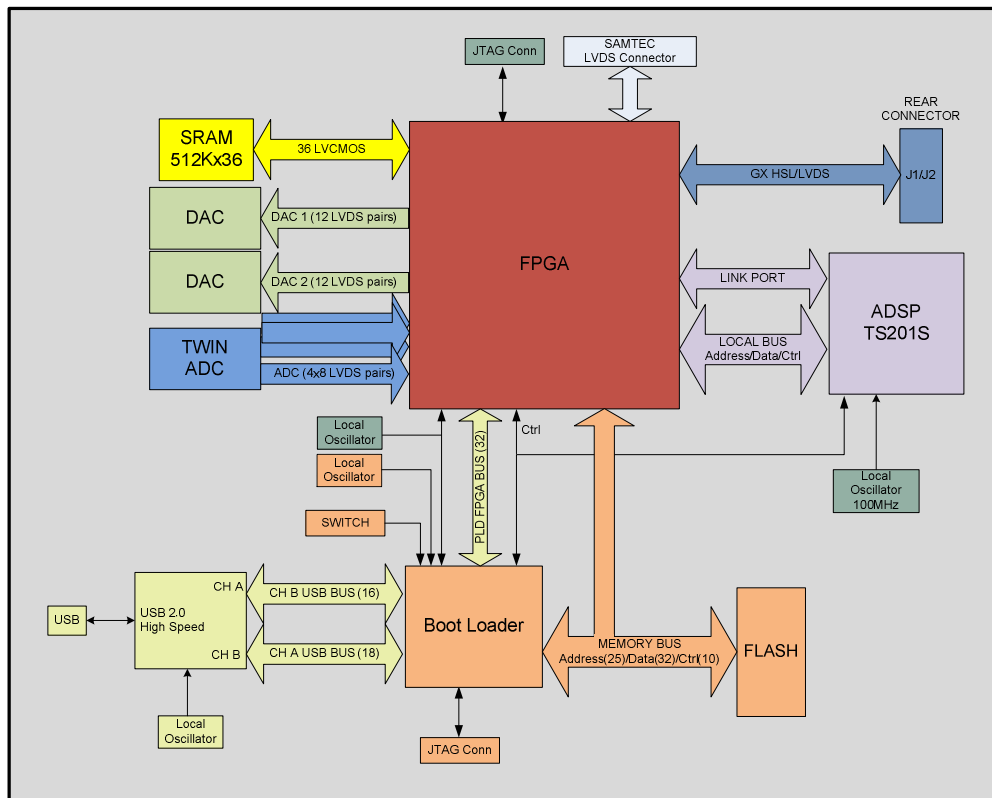 JTAG Conn
SAMTEC
LVDS Connector
REAR
CONNECTOR
SRAM
512Kx36
36 LVCMOS
GX HSL/LVDS
J1/J2
DAC
DAC 1 (12 LVDS pairs)
FPGA
DAC
DAC 2 (12 LVDS pairs)
LINK PORT
ADSP
TS201S
TWIN
ADC
ADC (4x8 LVDS pairs)
LOCAL BUS
Address/Data/Ctrl
Local
Oscillator
Ctrl
Local
Oscillator
PLD FPGA BUS (32)
Local
Oscillator
100MHz
SWITCH
CH A
USB 2.0
High Speed
CH B
USB
CH B USB BUS (16)
CH A USB BUS (18)
Boot Loader
MEMORY BUS
Address(25)/Data(32)/Ctrl(10)
FLASH
Local
Oscillator
JTAG Conn